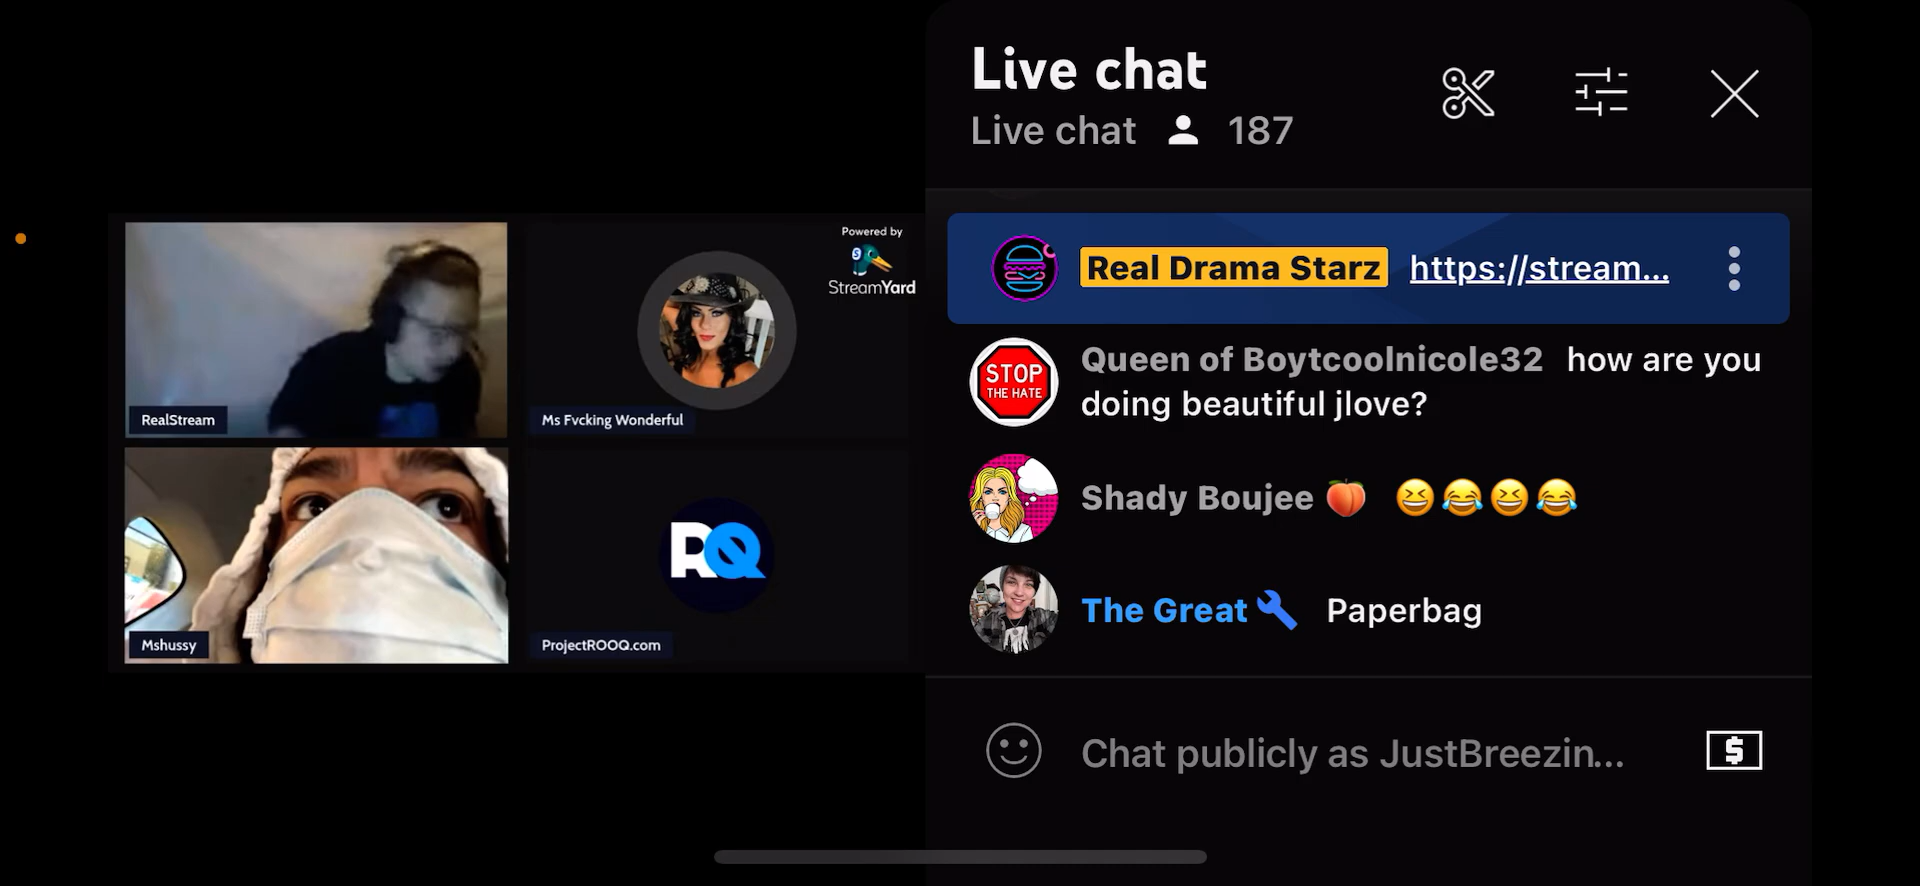 Live chat
Live chat 187
Powered by
StreamYard
RealStream
Ms Fvcking Wonderful
Mshussy
RQ
ProjectROOQ.com
Real Drama Starz https://stream...
STOP
THE HATE
Queen of Boytcoolnicole32 how are you
doing beautiful jlove?
Shady Boujee 🍑 😆😂😆😂
The Great Paperbag
Chat publicly as JustBreezin...
$